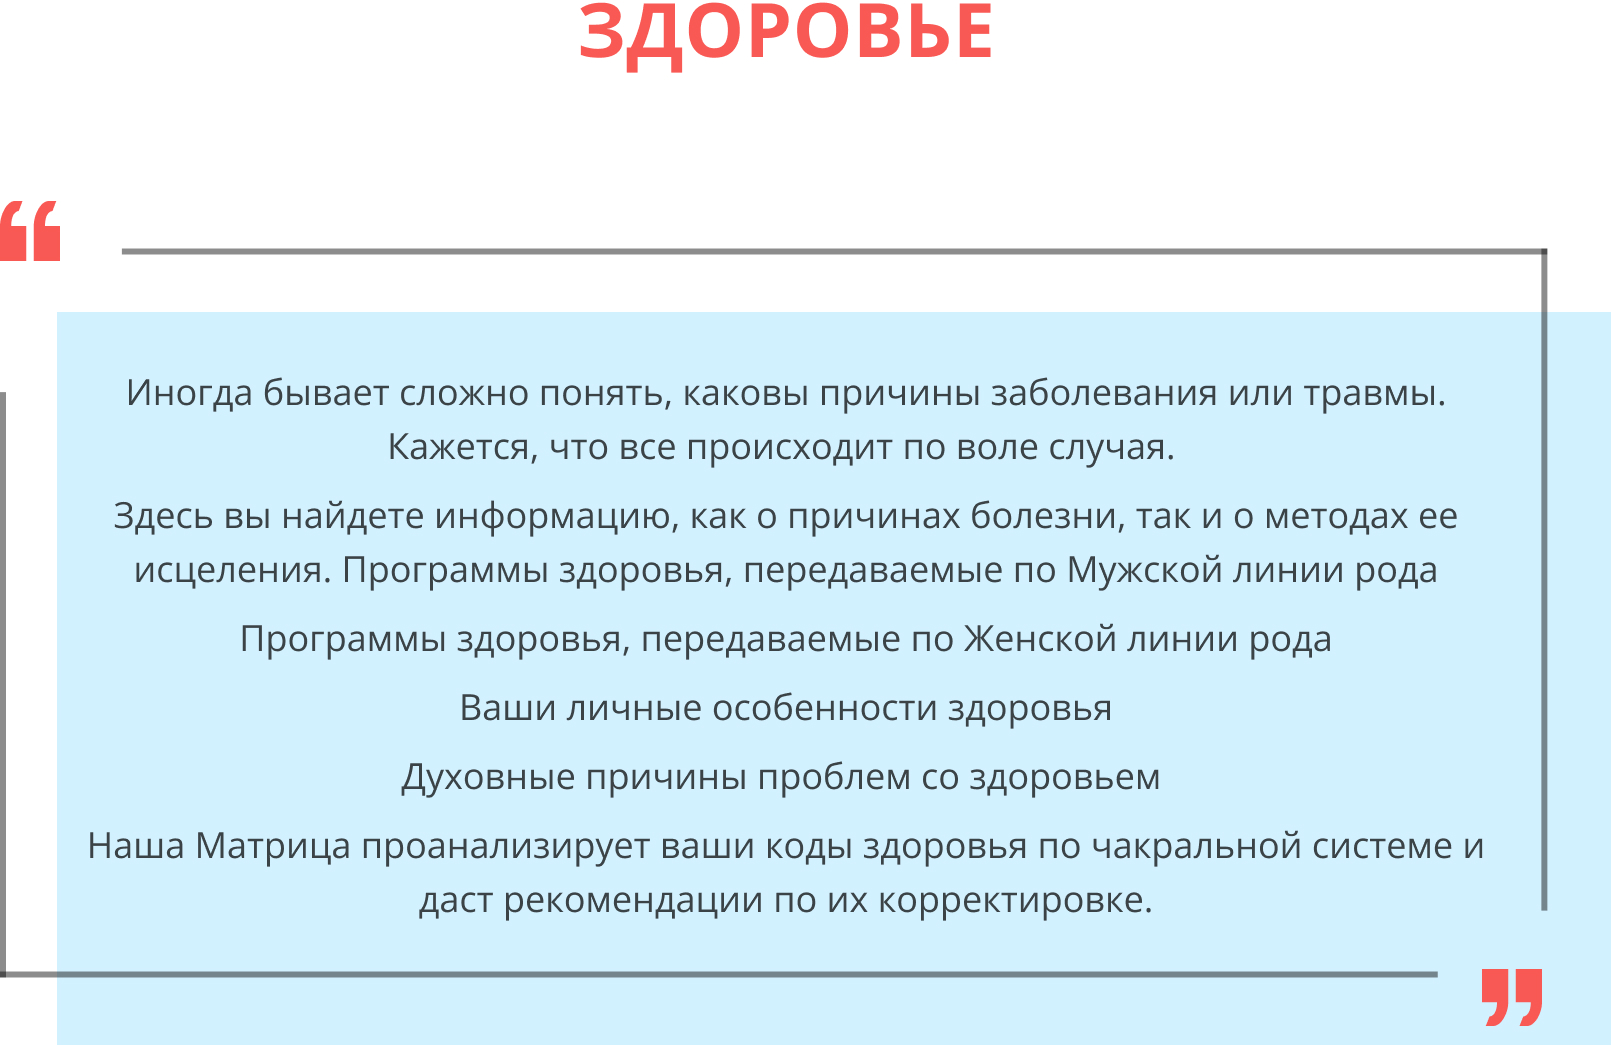 ЗДОРОВЬЕ
“
Иногда бывает сложно понять, каковы причины заболевания или травмы.
Кажется, что все происходит по воле случая.
Здесь вы найдете информацию, как о причинах болезни, так и о методах ее
исцеления. Программы здоровья, передаваемые по Мужской линии рода
Программы здоровья, передаваемые по Женской линии рода
Ваши личные особенности здоровья
Духовные причины проблем со здоровьем
Наша Матрица проанализирует ваши коды здоровья по чакральной системе и
даст рекомендации по их корректировке.
”